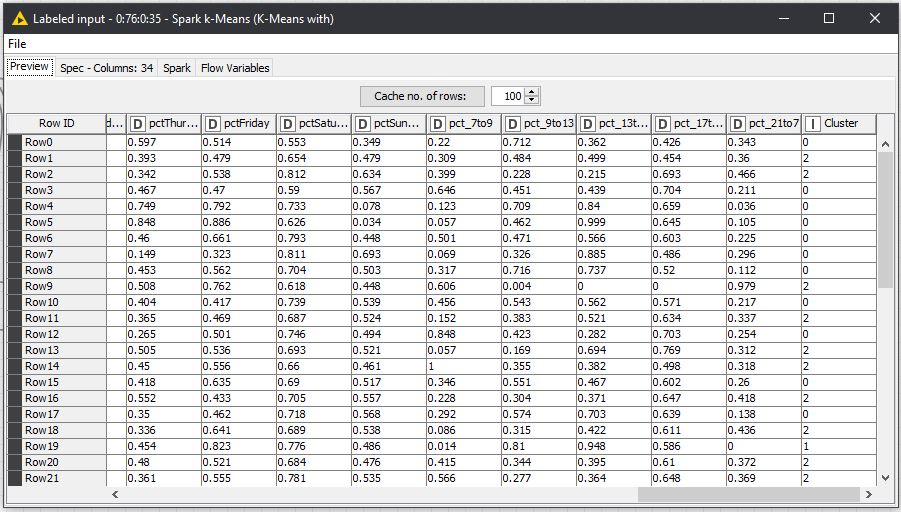 Labeled input - 0:76:0:35 - Spark k-Means (K-Means with)
File
Preview Spec - Columns: 34 Spark Flow Variables
Cache no. of rows: 100
Row ID d... D pctThur... D pctFriday D pctSatu... D pctSun... D pct_7to9 D pct_9to13 D pct_13t... D pct_17t... D pct_21to7 I Cluster
Row0 0.597 0.514 0.553 0.349 0.22 0.712 0.362 0.426 0.343 0
Row1 0.393 0.479 0.654 0.479 0.309 0.484 0.499 0.454 0.36 2
Row2 0.342 0.538 0.812 0.634 0.399 0.228 0.215 0.693 0.466 2
Row3 0.467 0.47 0.59 0.567 0.646 0.451 0.439 0.704 0.211 0
Row4 0.749 0.792 0.733 0.078 0.123 0.709 0.84 0.659 0.036 0
Row5 0.848 0.886 0.626 0.034 0.057 0.462 0.999 0.645 0.105 0
Row6 0.46 0.661 0.793 0.448 0.501 0.471 0.566 0.603 0.225 0
Row7 0.149 0.323 0.811 0.693 0.069 0.326 0.885 0.486 0.296 0
Row8 0.453 0.562 0.704 0.503 0.317 0.716 0.737 0.52 0.112 0
Row9 0.508 0.762 0.618 0.448 0.606 0.004 0 0 0.979 2
Row10 0.404 0.417 0.739 0.539 0.456 0.543 0.562 0.571 0.217 0
Row11 0.365 0.469 0.687 0.524 0.152 0.383 0.521 0.634 0.337 2
Row12 0.265 0.501 0.746 0.494 0.848 0.423 0.282 0.703 0.254 0
Row13 0.505 0.536 0.693 0.521 0.057 0.169 0.694 0.769 0.312 2
Row14 0.45 0.556 0.66 0.461 1 0.355 0.382 0.498 0.318 2
Row15 0.418 0.635 0.69 0.517 0.346 0.551 0.467 0.602 0.26 0
Row16 0.552 0.433 0.705 0.557 0.228 0.304 0.371 0.647 0.418 2
Row17 0.35 0.462 0.718 0.568 0.292 0.574 0.703 0.639 0.138 0
Row18 0.336 0.641 0.689 0.538 0.086 0.315 0.422 0.611 0.436 2
Row19 0.454 0.823 0.776 0.486 0.014 0.81 0.948 0.586 0 1
Row20 0.48 0.521 0.684 0.476 0.415 0.344 0.395 0.61 0.372 2
Row21 0.361 0.555 0.781 0.535 0.566 0.277 0.364 0.648 0.369 2